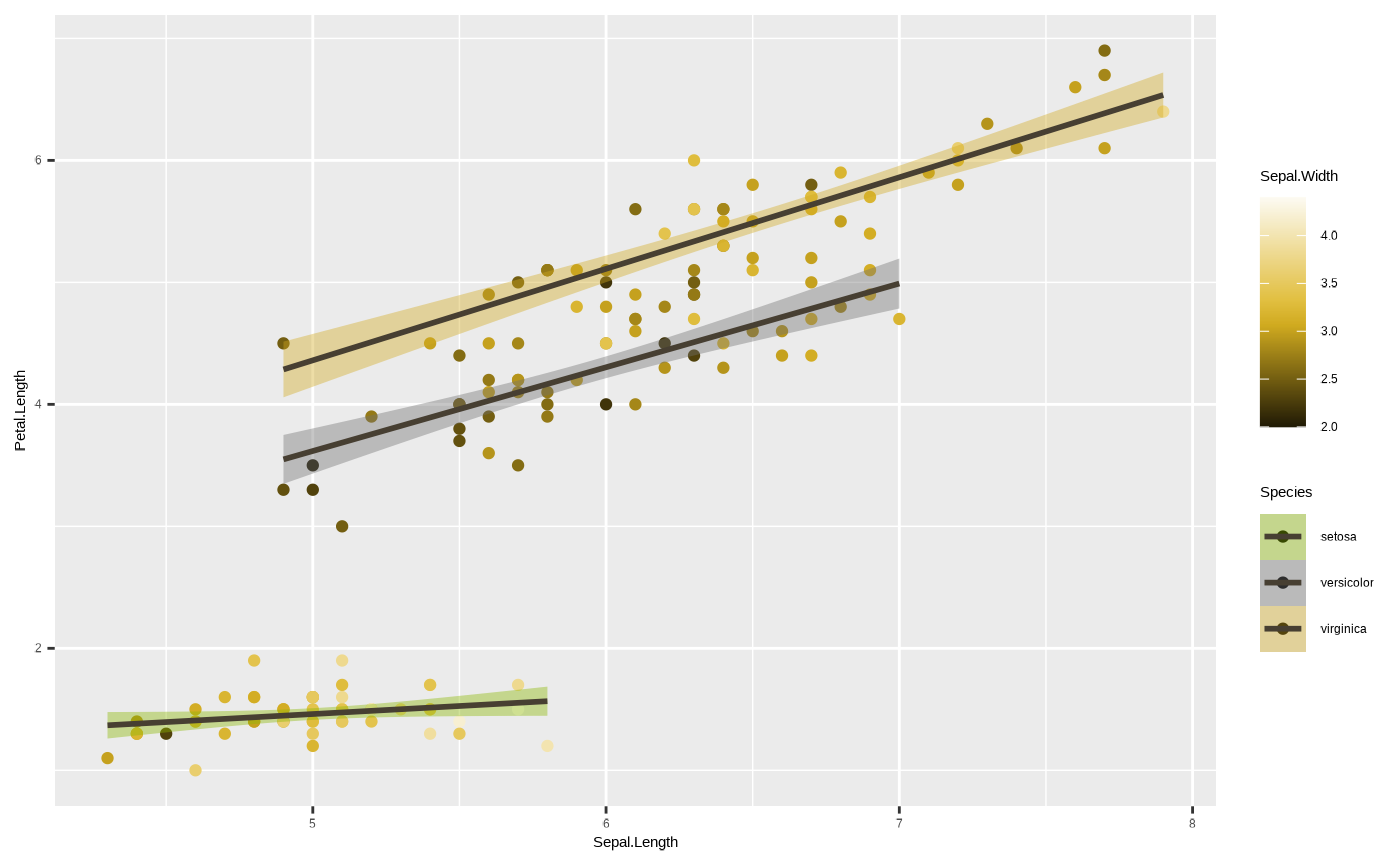 6
4
2
Petal.Length
5
6
7
8
Sepal.Length
Sepal.Width
4.0
3.5
3.0
2.5
2.0
Species
setosa
versicolor
virginica